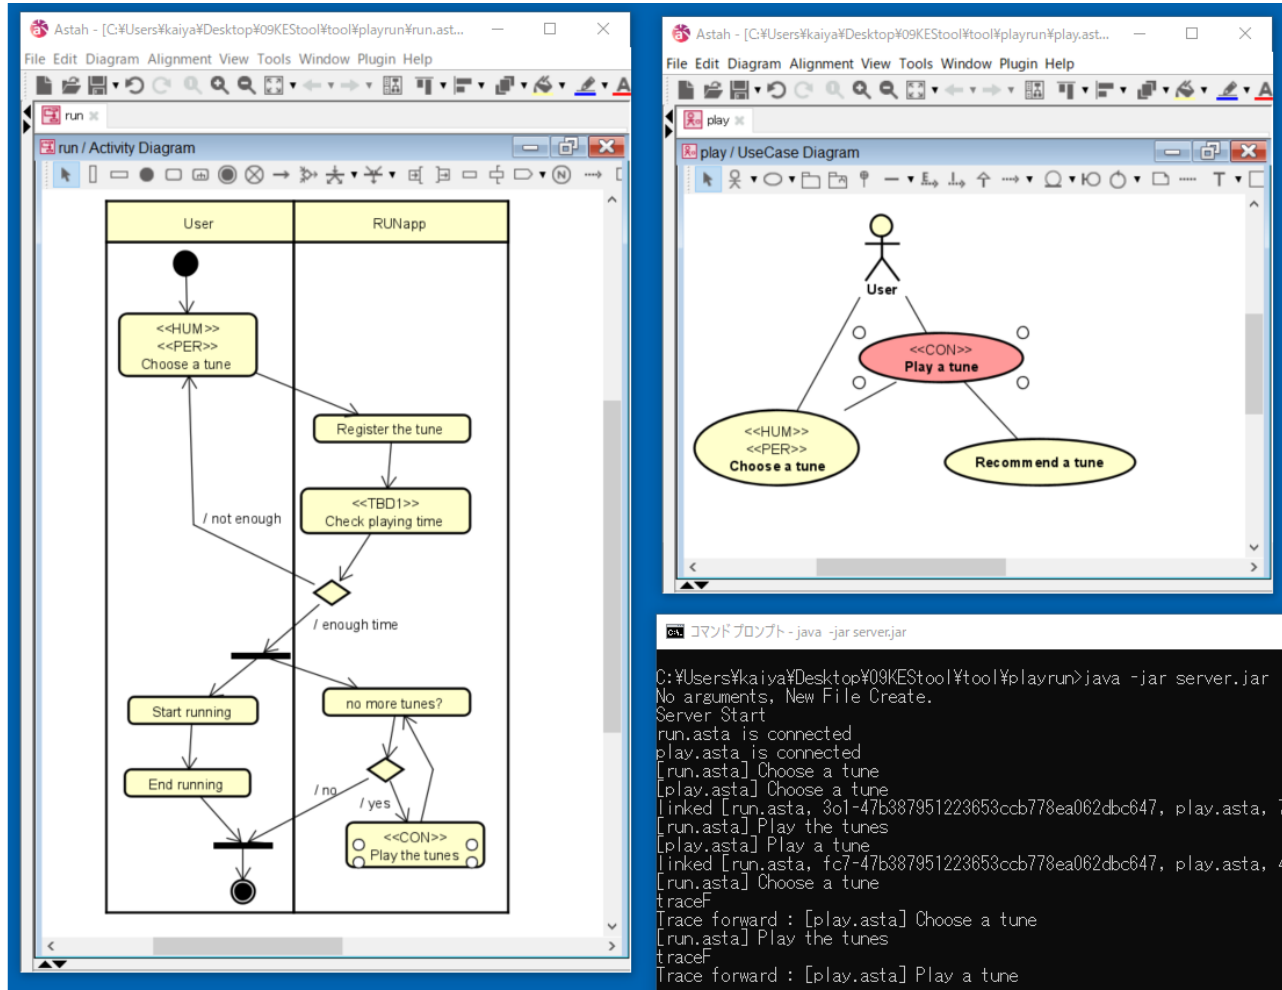 Astah - [C:¥Users¥kaiya¥Desktop¥09KEStool¥tool¥playrun¥run.ast...
File Edit Diagram Alignment View Tools Window Plugin Help
run
run / Activity Diagram
User
RUNapp
<<HUM>>
<<PER>>
Choose a tune
Register the tune
<<TBD1>>
Check playing time
/ not enough
/ enough time
Start running
no more tunes?
End running
/ no
/ yes
<<CON>>
Play the tunes
Astah - [C:¥Users¥kaiya¥Desktop¥09KEStool¥tool¥playrun¥play.ast...
File Edit Diagram Alignment View Tools Window Plugin Help
play
play / UseCase Diagram
User
<<CON>>
Play a tune
<<HUM>>
<<PER>>
Choose a tune
Recommend a tune
コマンド プロンプト - java -jar server.jar
C:¥Users¥kaiya¥Desktop¥09KEStool¥tool¥playrun>java -jar server.jar
No arguments, New File Create.
Server Start
run.asta is connected
play.asta is connected
[run.asta] Choose a tune
[play.asta] Choose a tune
linked [run.asta, 3o1-47b387951223653ccb778ea062dbc647, play.asta, 7
[run.asta] Play the tunes
[play.asta] Play a tune
linked [run.asta, fc7-47b387951223653ccb778ea062dbc647, play.asta, 4
[run.asta] Choose a tune
traceF
Trace forward : [play.asta] Choose a tune
[run.asta] Play the tunes
traceF
Trace forward : [play.asta] Play a tune